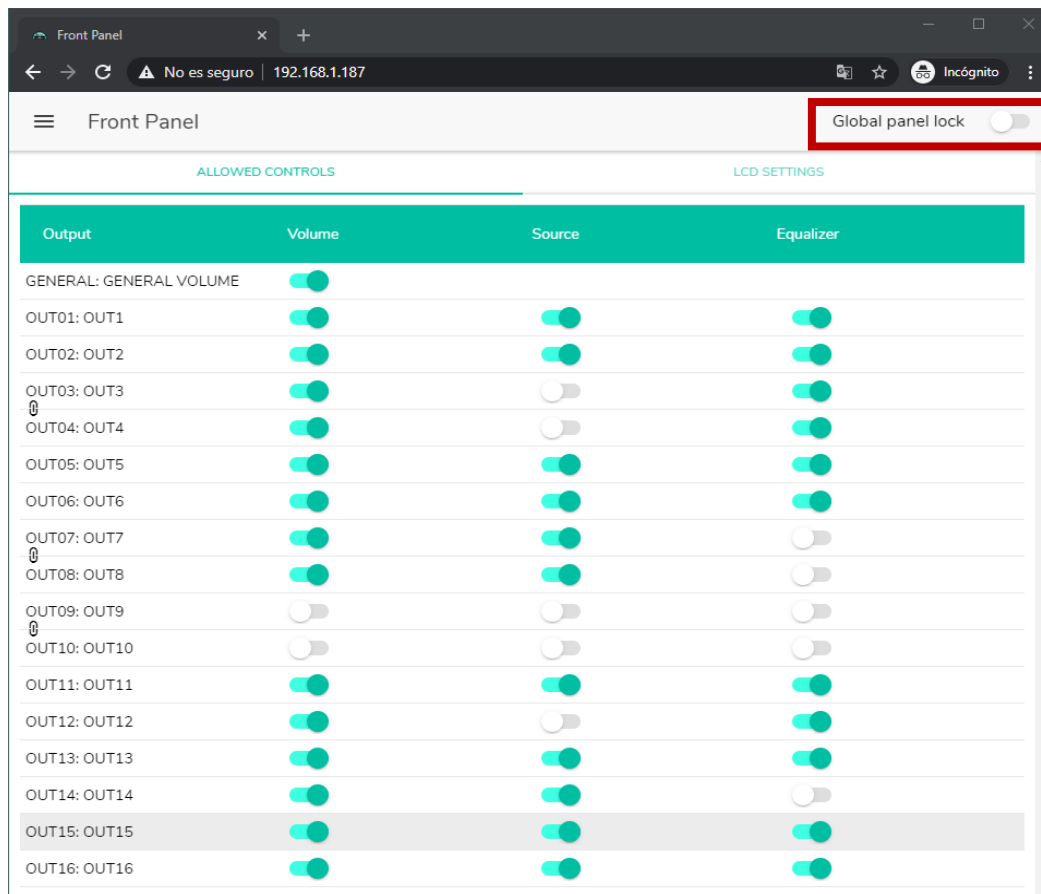 Front Panel
No es seguro 192.168.1.187 Incógnito
Front Panel Global panel lock
ALLOWED CONTROLS LCD SETTINGS
Output Volume Source Equalizer
GENERAL: GENERAL VOLUME
OUT01: OUT1
OUT02: OUT2
OUT03: OUT3
OUT04: OUT4
OUT05: OUT5
OUT06: OUT6
OUT07: OUT7
OUT08: OUT8
OUT09: OUT9
OUT10: OUT10
OUT11: OUT11
OUT12: OUT12
OUT13: OUT13
OUT14: OUT14
OUT15: OUT15
OUT16: OUT16